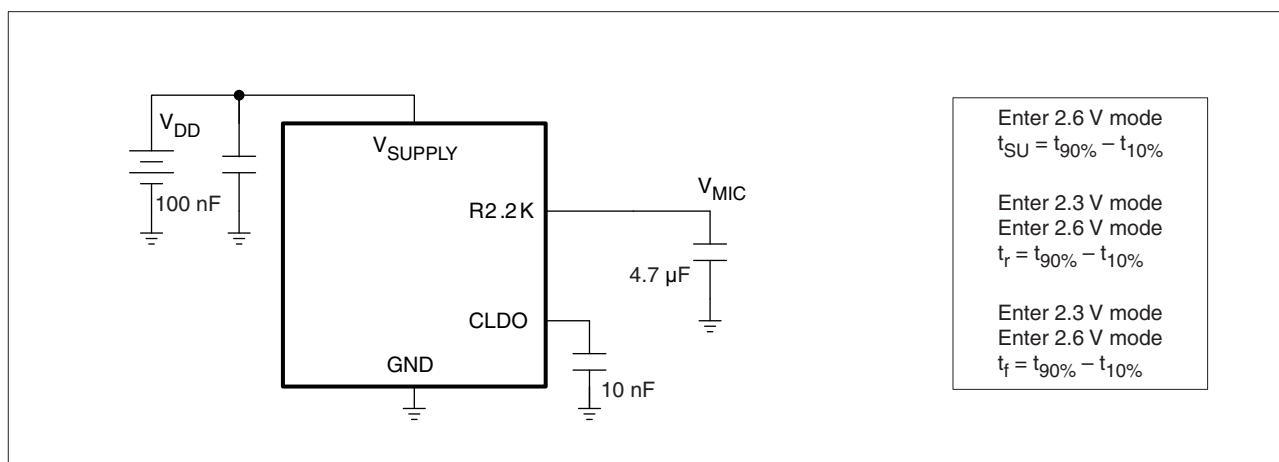 V_DD
100 nF
V_SUPPLY
R2.2K
CLDO
GND
V_MIC
4.7 µF
10 nF
Enter 2.6 V mode
t_SU = t_90% – t_10%
Enter 2.3 V mode
Enter 2.6 V mode
t_r = t_90% – t_10%
Enter 2.3 V mode
Enter 2.6 V mode
t_f = t_90% – t_10%